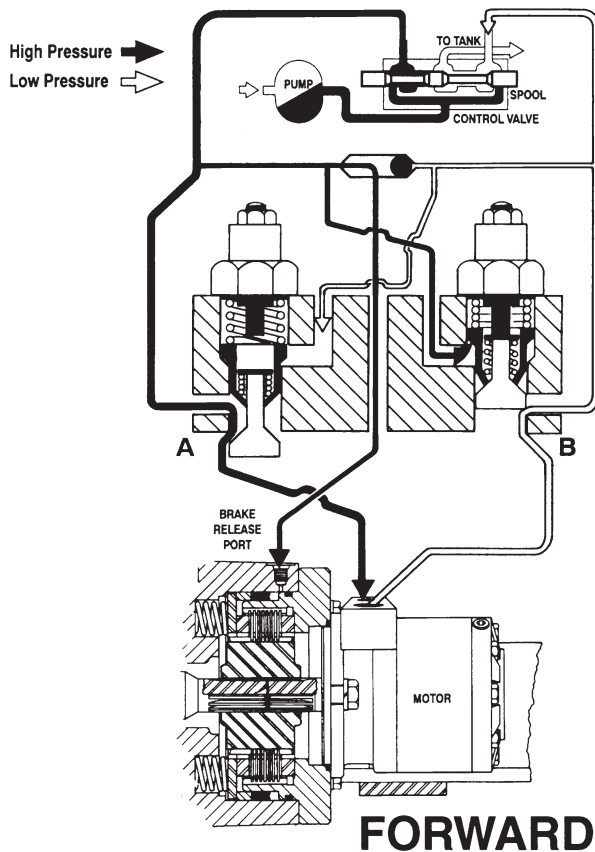 High Pressure
Low Pressure
TO TANK
PUMP
SPOOL
CONTROL VALVE
A
B
BRAKE
RELEASE
PORT
MOTOR
FORWARD